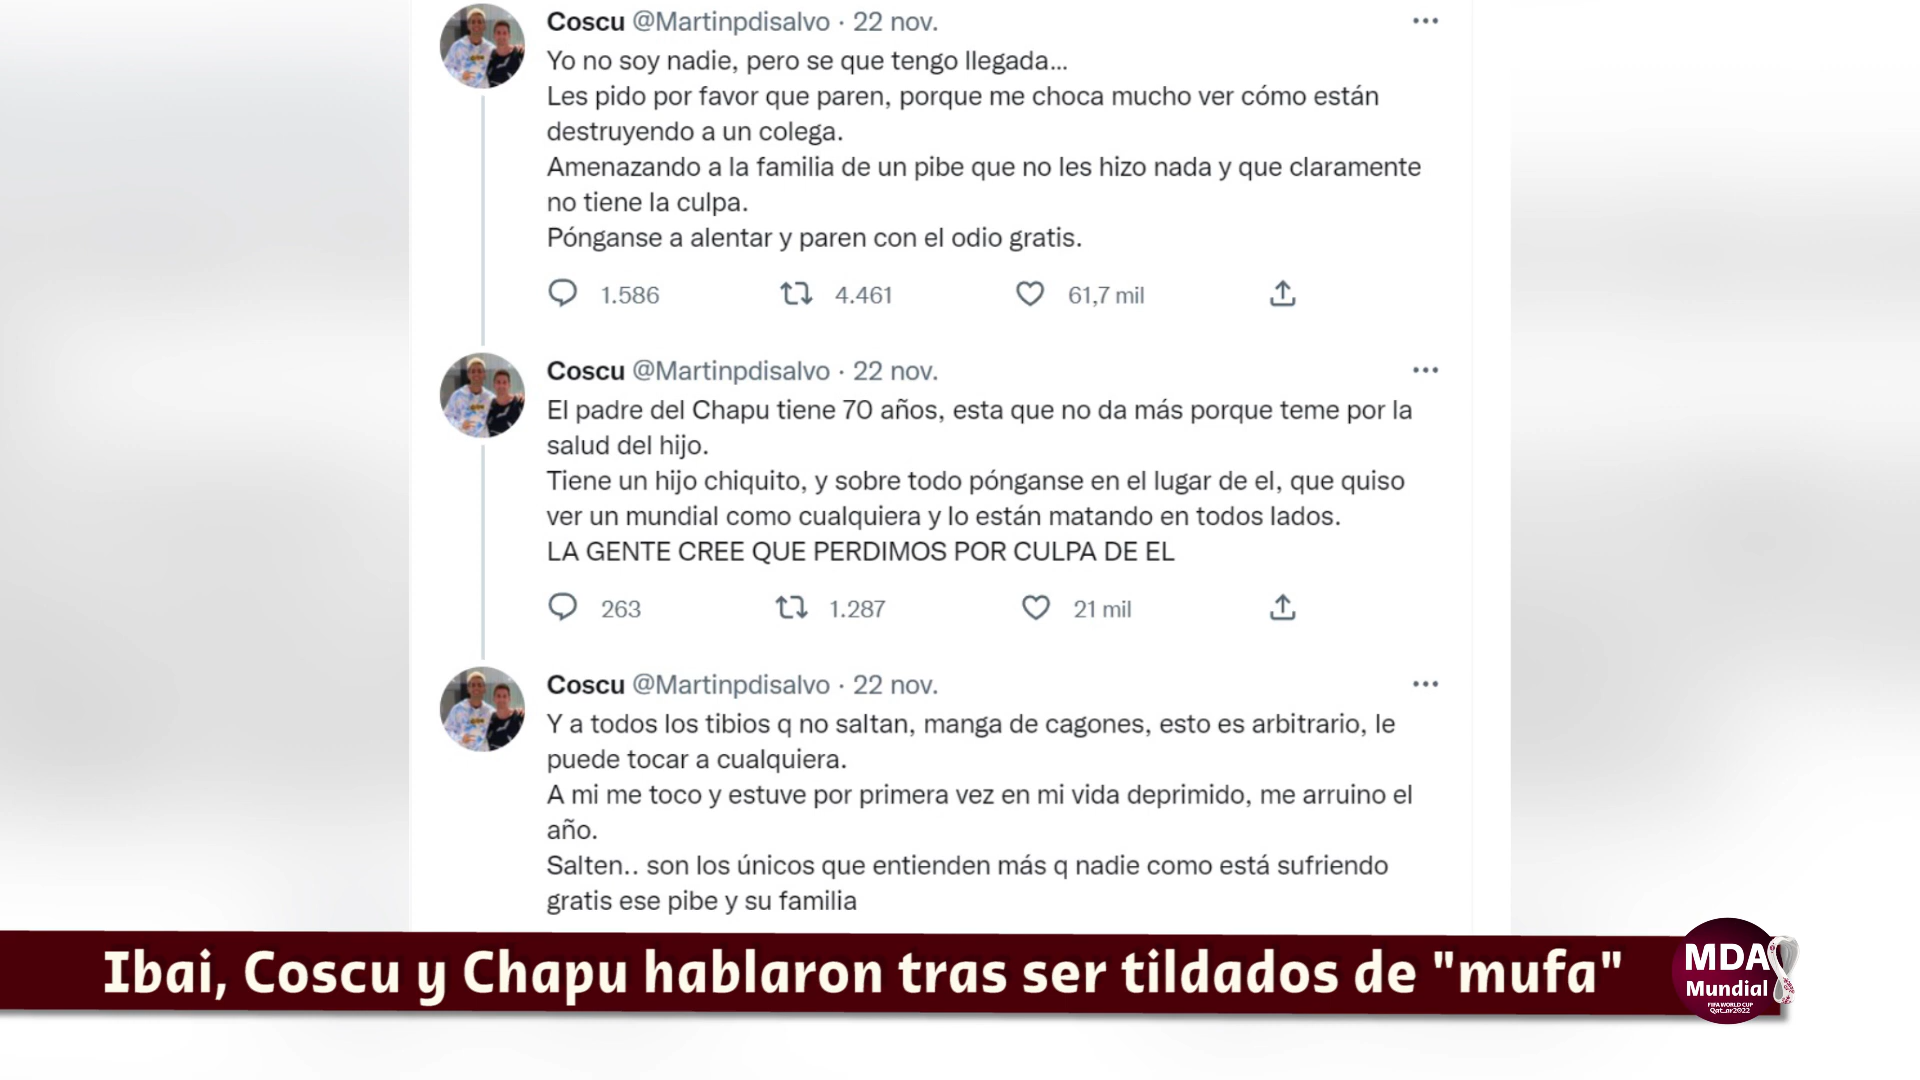 Coscu @Martinpdisalvo · 22 nov.
Yo no soy nadie, pero se que tengo llegada...
Les pido por favor que paren, porque me choca mucho ver cómo están
destruyendo a un colega.
Amenazando a la familia de un pibe que no les hizo nada y que claramente
no tiene la culpa.
Pónganse a alentar y paren con el odio gratis.
1.586 4.461 61,7 mil
Coscu @Martinpdisalvo · 22 nov.
El padre del Chapu tiene 70 años, esta que no da más porque teme por la
salud del hijo.
Tiene un hijo chiquito, y sobre todo pónganse en el lugar de el, que quiso
ver un mundial como cualquiera y lo están matando en todos lados.
LA GENTE CREE QUE PERDIMOS POR CULPA DE EL
263 1.287 21 mil
Coscu @Martinpdisalvo · 22 nov.
Y a todos los tibios q no saltan, manga de cagones, esto es arbitrario, le
puede tocar a cualquiera.
A mi me toco y estuve por primera vez en mi vida deprimido, me arruino el
año.
Salten.. son los únicos que entienden más q nadie como está sufriendo
gratis ese pibe y su familia
Ibai, Coscu y Chapu hablaron tras ser tildados de "mufa"
MDA
Mundial
FIFA WORLD CUP
Qatar2022